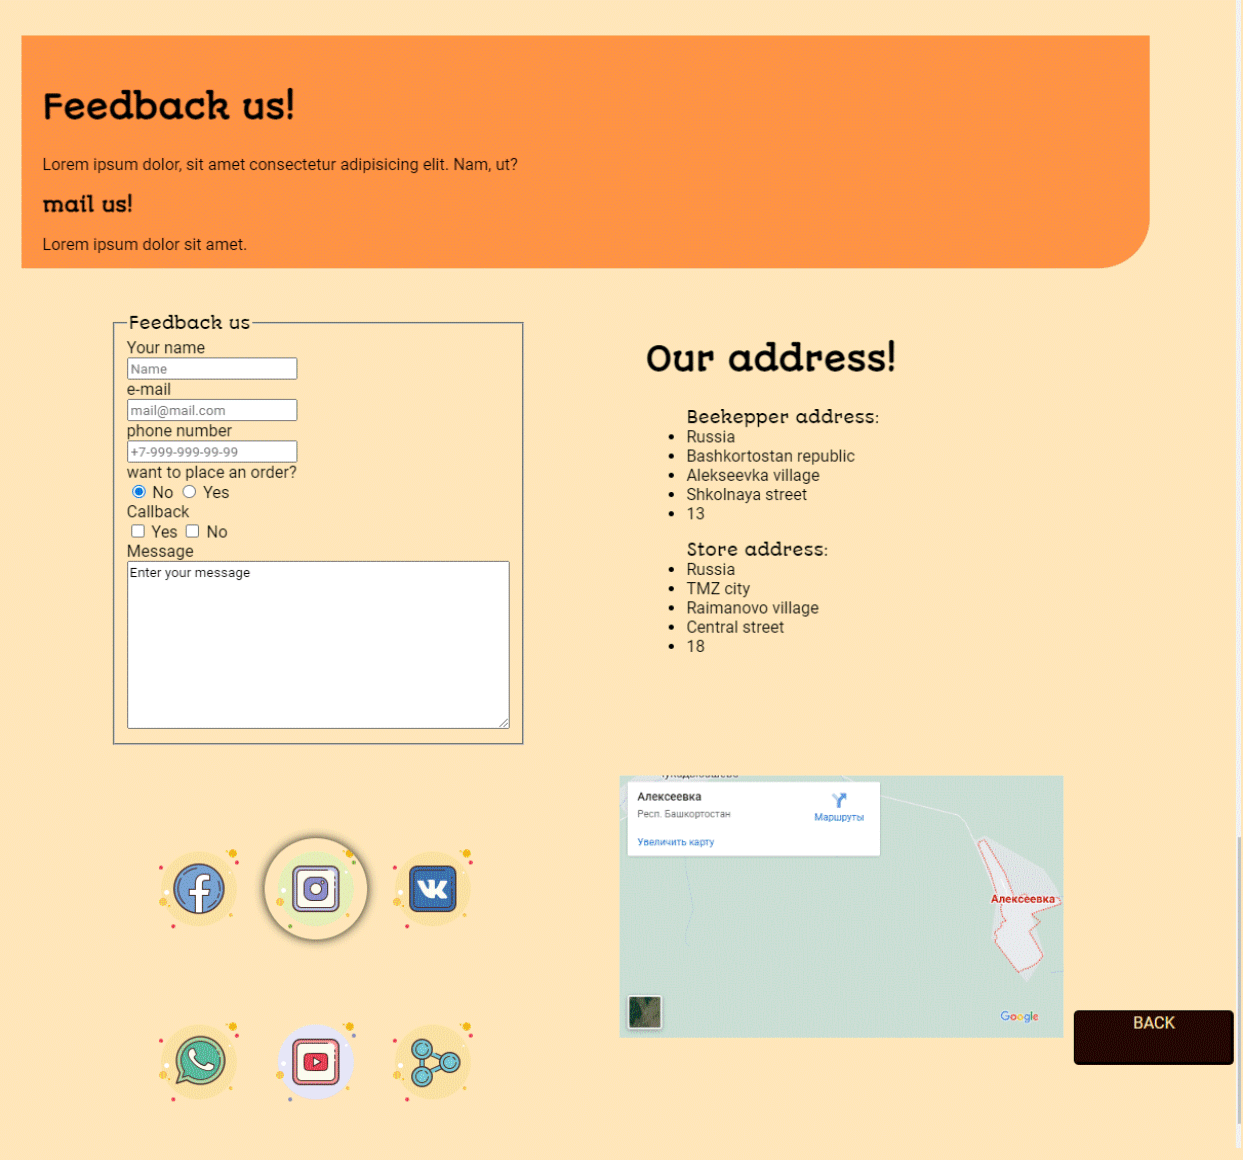 Feedback us!
Lorem ipsum dolor, sit amet consectetur adipisicing elit. Nam, ut?
mail us!
Lorem ipsum dolor sit amet.
Feedback us
Your name
Name
e-mail
mail@mail.com
phone number
+7-999-999-99-99
want to place an order?
No Yes
Callback
Yes No
Message
Enter your message
Our address!
Beekepper address:
Russia
Bashkortostan republic
Alekseevka village
Shkolnaya street
13
Store address:
Russia
TMZ city
Raimanovo village
Central street
18
Алексеевка
Респ. Башкортостан
Маршруты
Увеличить карту
Алексеевка
Google
BACK